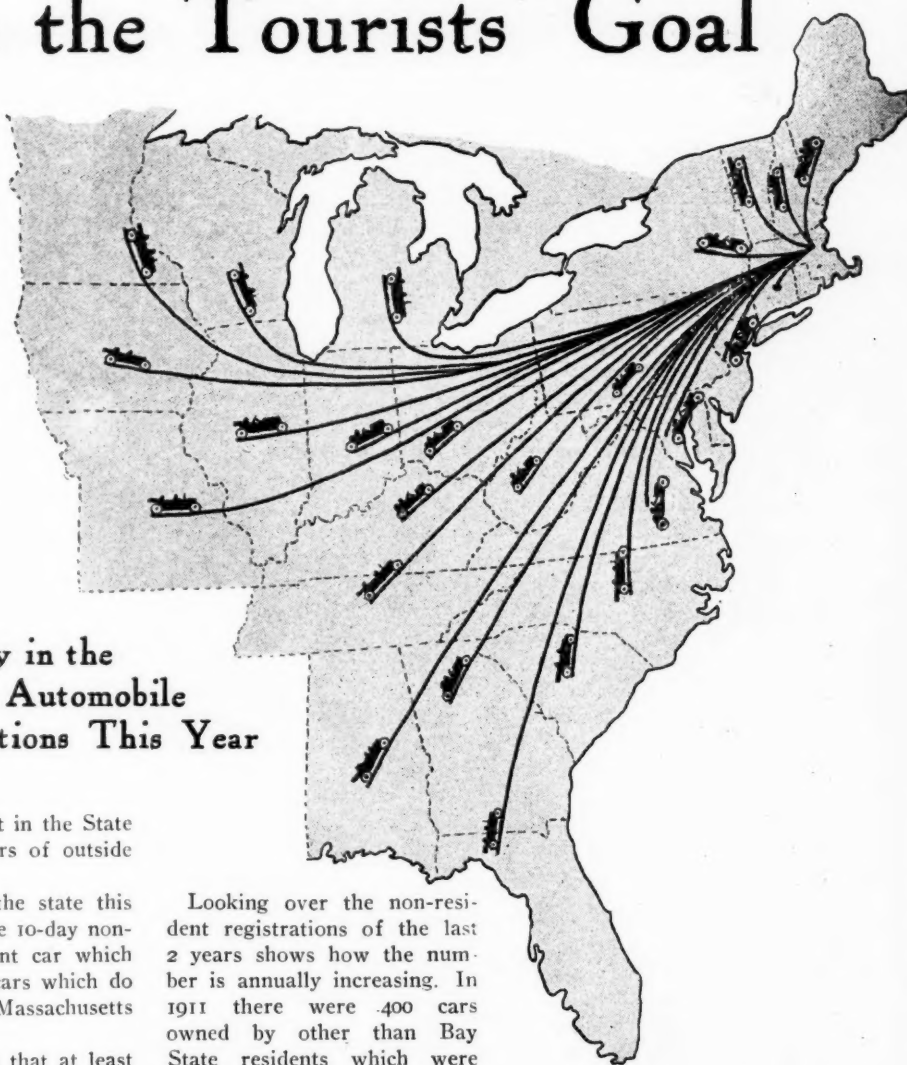 the Tourists Goal
y in the
Automobile
tions This Year
t in the State
rs of outside
the state this
e 10-day non-
nt car which
cars which do
Massachusetts
that at least
Looking over the non-resi-
dent registrations of the last
2 years shows how the num-
ber is annually increasing. In
1911 there were 400 cars
owned by other than Bay
State residents which were